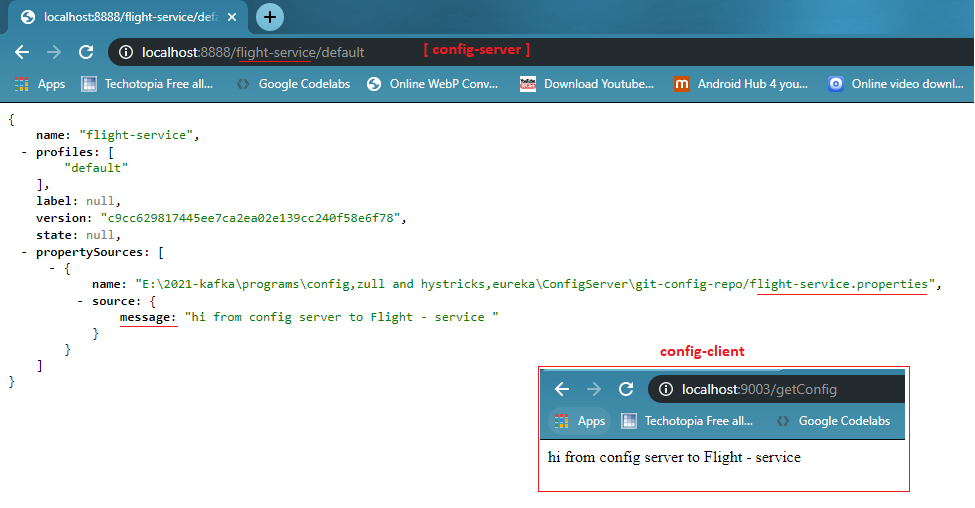 localhost:8888/flight-service/defa
localhost:8888/flight-service/default
[ config-server ]
Apps
Techotopia Free all...
Google Codelabs
Online WebP Conv...
Download Youtube...
Android Hub 4 you...
Online video downl...
{
name: "flight-service",
- profiles: [
"default"
],
label: null,
version: "c9cc629817445ee7ca2ea02e139cc240f58e6f78",
state: null,
- propertySources: [
- {
name: "E:\2021-kafka\programs\config,zull and hystricks,eureka\ConfigServer\git-config-repo/flight-service.properties",
- source: {
message: "hi from config server to Flight - service "
}
}
]
}
config-client
localhost:9003/getConfig
Apps
Techotopia Free all...
Google Codelabs
hi from config server to Flight - service